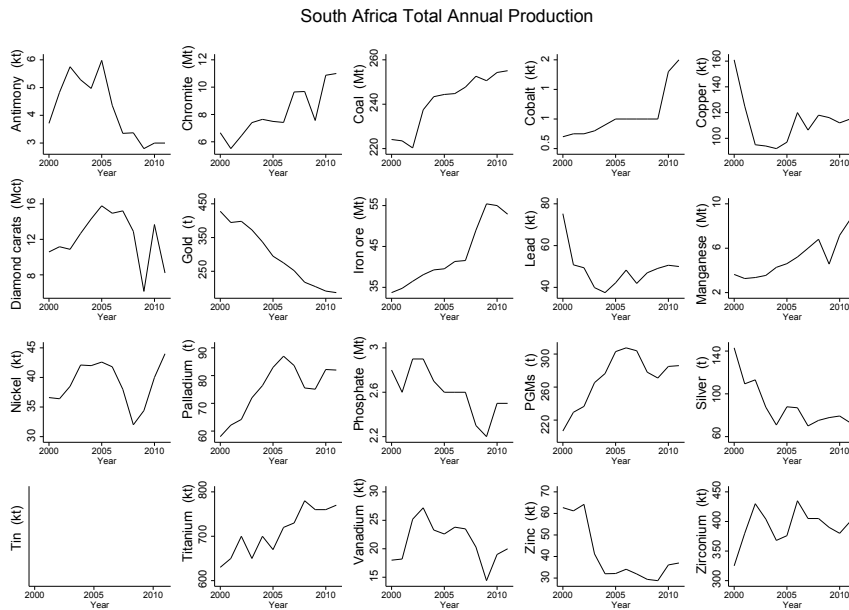 South Africa Total Annual Production
Antimony (kt)
3 4 5 6
2000 2005 2010
Year
Chromite (Mt)
6 8 10 12
2000 2005 2010
Year
Coal (Mt)
220 240 260
2000 2005 2010
Year
Cobalt (kt)
0.5 1 1 2
2000 2005 2010
Year
Copper (kt)
100 120 140 160
2000 2005 2010
Year
Diamond carats (Mct)
8 12 16
2000 2005 2010
Year
Gold (t)
250 350 450
2000 2005 2010
Year
Iron ore (Mt)
35 45 55
2000 2005 2010
Year
Lead (kt)
40 60 80
2000 2005 2010
Year
Manganese (Mt)
2 6 10
2000 2005 2010
Year
Nickel (kt)
30 35 40 45
2000 2005 2010
Year
Palladium (t)
60 70 80 90
2000 2005 2010
Year
Phosphate (Mt)
2.2 2.6 3
2000 2005 2010
Year
PGMs (t)
220 260 300
2000 2005 2010
Year
Silver (t)
60 100 140
2000 2005 2010
Year
Tin (kt)
2000 2005 2010
Year
Titanium (kt)
600 700 800
2000 2005 2010
Year
Vanadium (kt)
15 20 25 30
2000 2005 2010
Year
Zinc (kt)
30 40 50 60 70
2000 2005 2010
Year
Zirconium (kt)
300 350 400 450
2000 2005 2010
Year